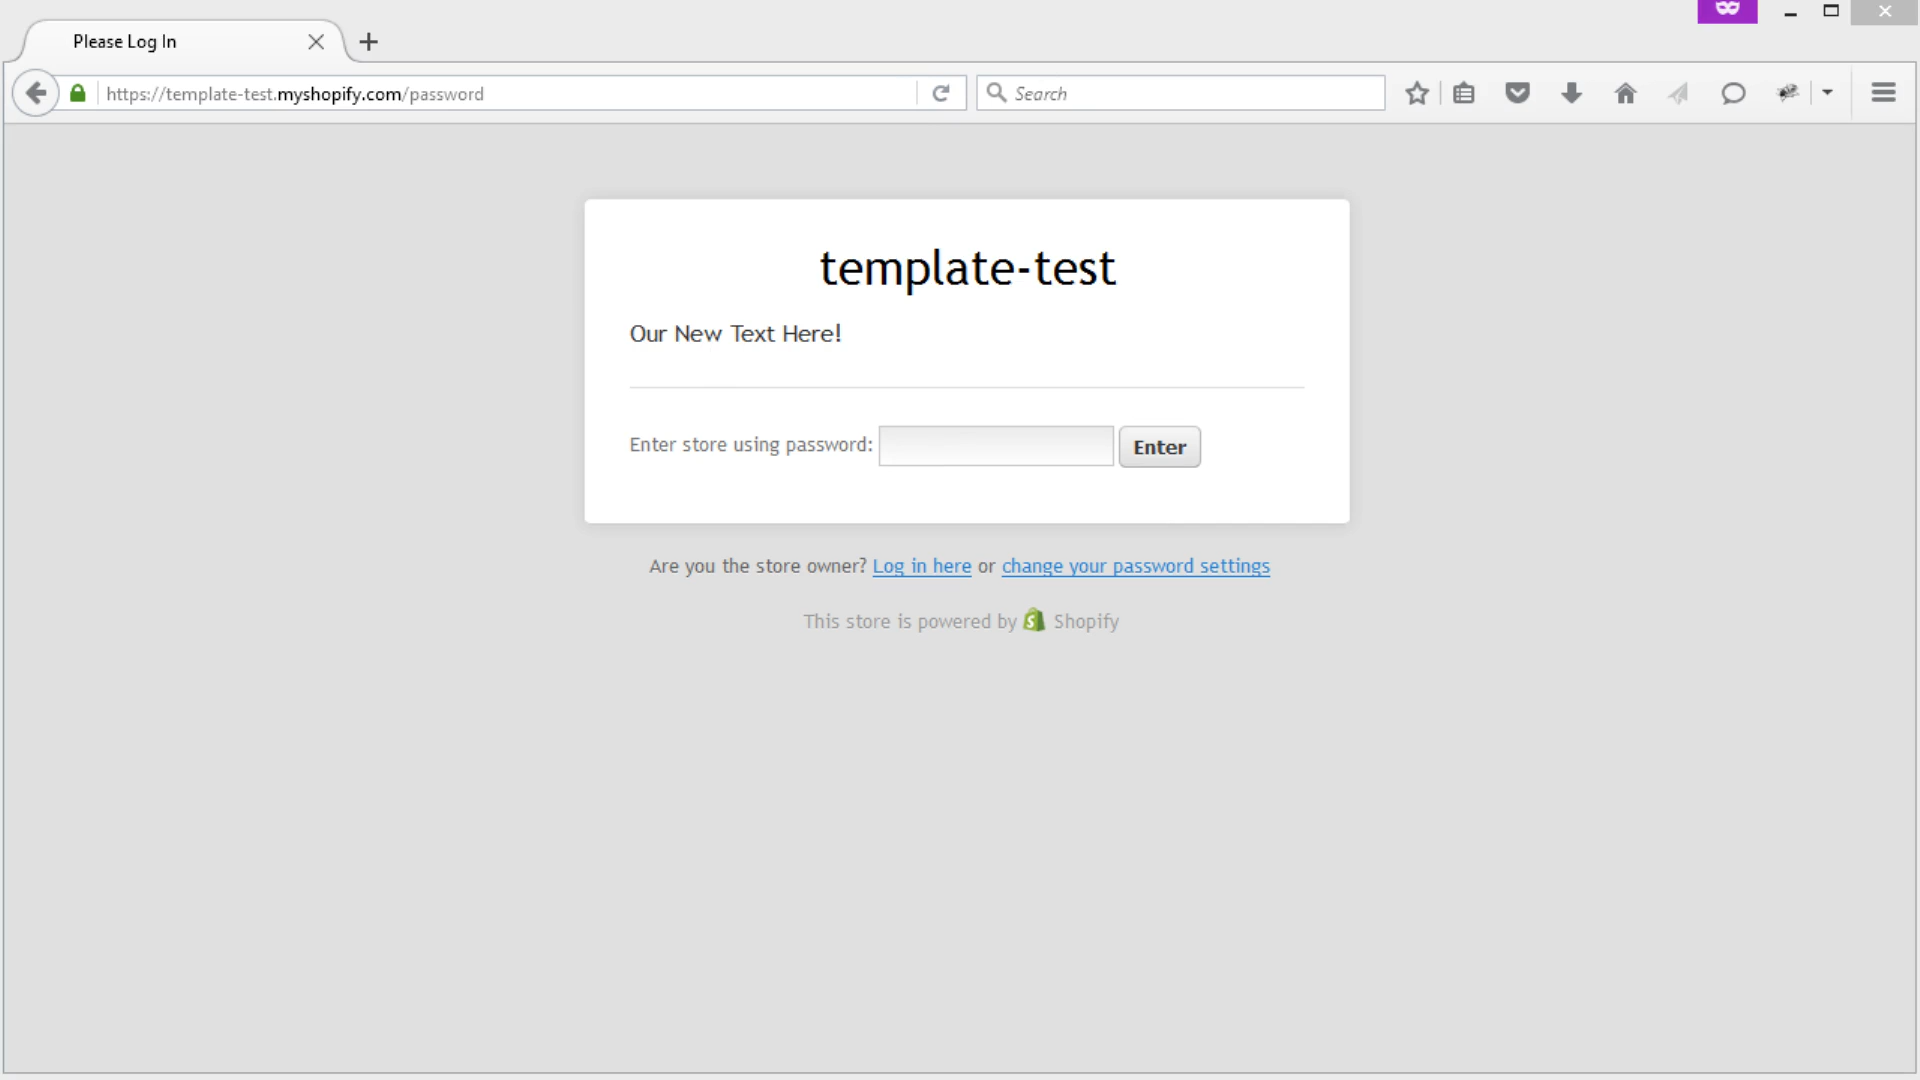 Please Log In
https://template-test.myshopify.com/password
Search
template-test
Our New Text Here!
Enter store using password:
Enter
Are you the store owner? Log in here or change your password settings
This store is powered by Shopify